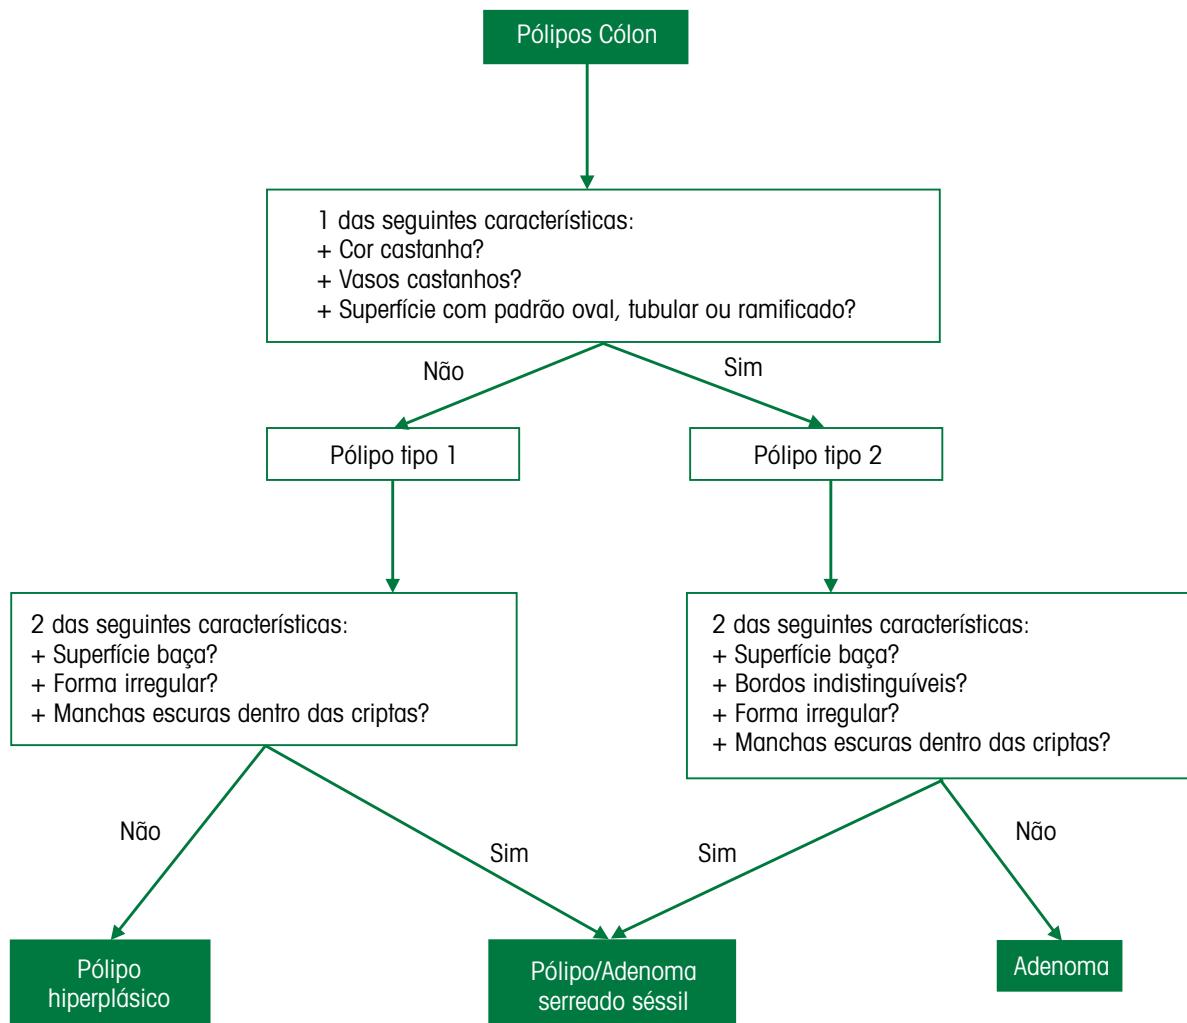 Pólipos Cólon
1 das seguintes característícas:
+ Cor castanha?
+ Vasos castanhos?
+ Superfície com padrão oval, tubular ou ramificado?
Não
Sim
Pólipo tipo 1
Pólipo tipo 2
2 das seguintes característícas:
+ Superfície baça?
+ Forma irregular?
+ Manchas escuras dentro das criptas?
2 das seguintes característícas:
+ Superfície baça?
+ Bordos indistinguíveis?
+ Forma irregular?
+ Manchas escuras dentro das criptas?
Não
Sim
Sim
Não
Pólipo
hiperplásico
Pólipo/Adenoma
serreado séssil
Adenoma